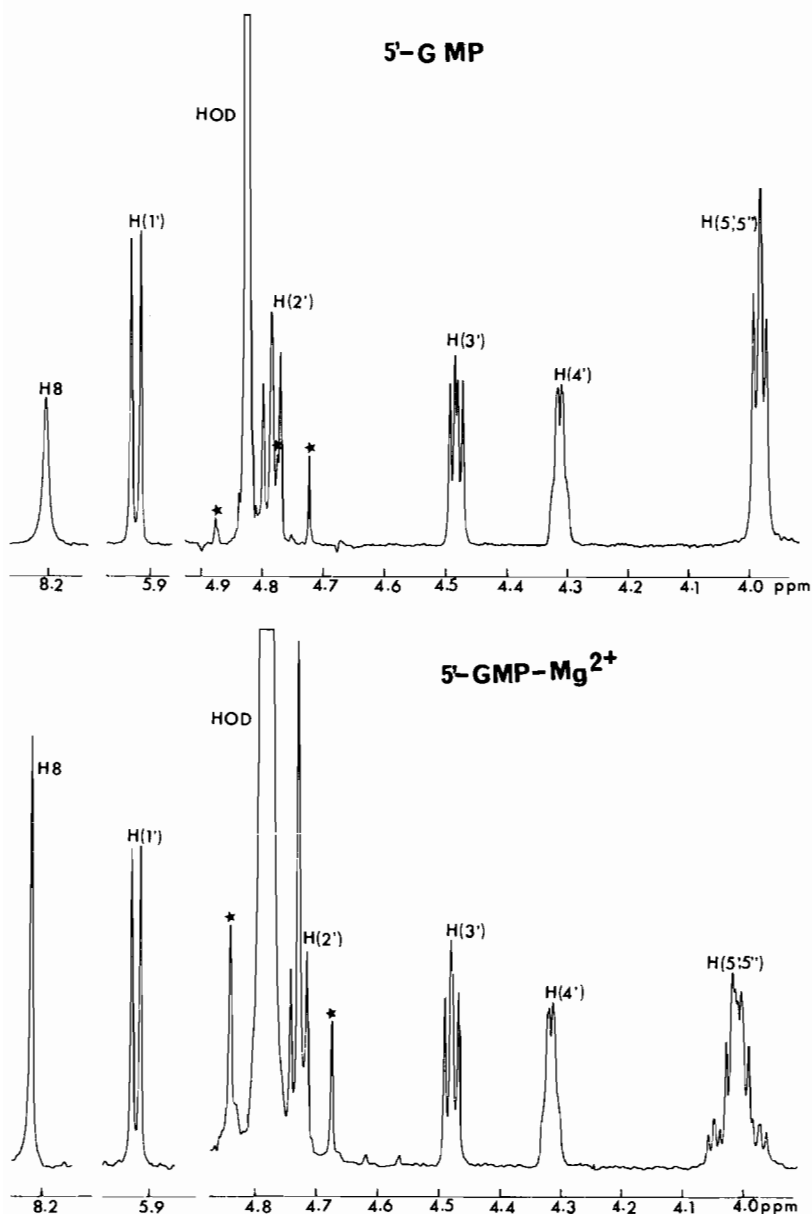 5'-G MP
HOD
H(1')
H(2')
H(5',5'')
H(3')
H(4')
H8
★
★
★
8.2 5.9 4.9 4.8 4.7 4.6 4.5 4.4 4.3 4.2 4.1 4.0 ppm
5'-GMP-Mg2+
HOD
H8
H(1')
★
H(2')
H(3')
H(5',5'')
H(4')
★
8.2 5.9 4.8 4.7 4.6 4.5 4.4 4.3 4.2 4.1 4.0 ppm